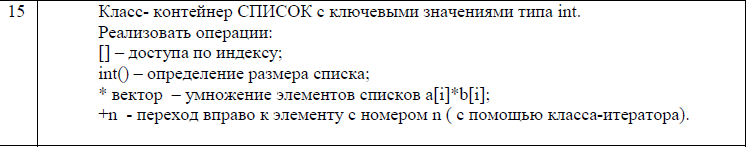 15
Класс- контейнер СПИСОК с ключевыми значениями типа int.
Реализовать операции:
[] – доступа по индексу;
int() – определение размера списка;
* вектор – умножение элементов списков a[i]*b[i];
+n - переход вправо к элементу с номером n ( с помощью класса-итератора).